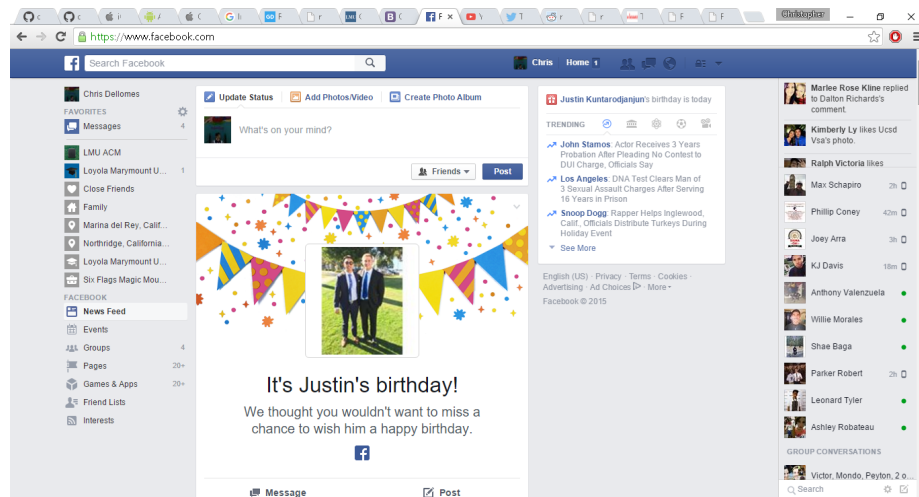 Christopher
https://www.facebook.com
Search Facebook
Chris
Home 1
Chris Dellomes
FAVORITES
Messages 4
LMU ACM
Loyola Marymount U... 1
Close Friends
Family
Marina del Rey, Calif...
Northridge, California...
Loyola Marymount U...
Six Flags Magic Mou...
FACEBOOK
News Feed
Events
Groups 4
Pages 20+
Games & Apps 20+
Friend Lists
Interests
Update Status
Add Photos/Video
Create Photo Album
What's on your mind?
Friends
Post
It's Justin's birthday!
We thought you wouldn't want to miss a
chance to wish him a happy birthday.
Message
Post
Justin Kuntarodjanjun's birthday is today
TRENDING
John Stamos: Actor Receives 3 Years
Probation After Pleading No Contest to
DUI Charge, Officials Say
Los Angeles: DNA Test Clears Man of
3 Sexual Assault Charges After Serving
16 Years in Prison
Snoop Dogg: Rapper Helps Inglewood,
Calif., Officials Distribute Turkeys During
Holiday Event
See More
English (US) · Privacy · Terms · Cookies ·
Advertising · Ad Choices · More
Facebook © 2015
Marlee Rose Kline replied
to Dalton Richards's
comment.
Kimberly Ly likes Ucsd
Vsa's photo.
Ralph Victoria likes
Max Schapiro 2h
Phillip Coney 42m
Joey Arra 3h
KJ Davis 18m
Anthony Valenzuela
Willie Morales
Shae Baga
Parker Robert 2h
Leonard Tyler
Ashley Robateau
GROUP CONVERSATIONS
Victor, Mondo, Peyton, 2 o...
Search